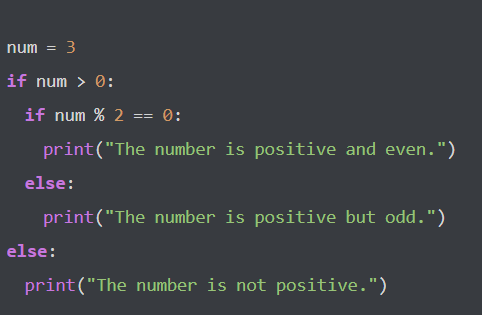 num = 3
if num > 0:
  if num % 2 == 0:
    print("The number is positive and even.")
  else:
    print("The number is positive but odd.")
else:
  print("The number is not positive.")